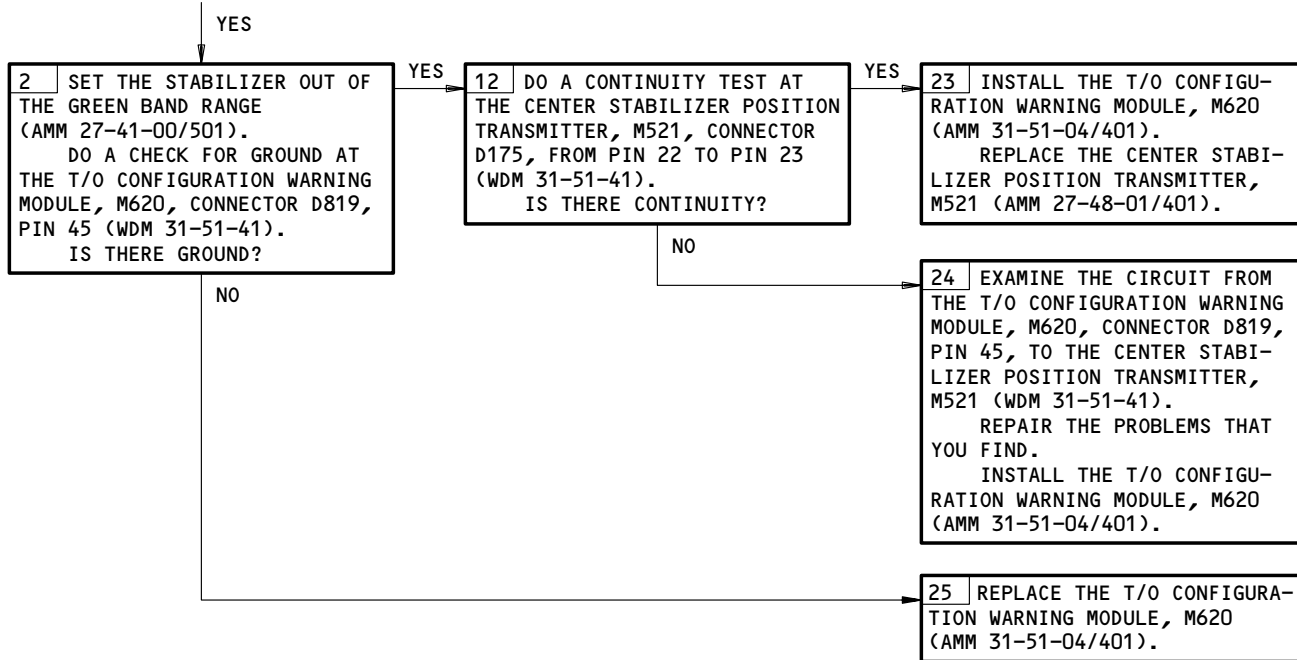 YES
2 SET THE STABILIZER OUT OF
THE GREEN BAND RANGE
(AMM 27-41-00/501).
DO A CHECK FOR GROUND AT
THE T/O CONFIGURATION WARNING
MODULE, M620, CONNECTOR D819,
PIN 45 (WDM 31-51-41).
IS THERE GROUND?
YES
12 DO A CONTINUITY TEST AT
THE CENTER STABILIZER POSITION
TRANSMITTER, M521, CONNECTOR
D175, FROM PIN 22 TO PIN 23
(WDM 31-51-41).
IS THERE CONTINUITY?
YES
23 INSTALL THE T/O CONFIGU-
RATION WARNING MODULE, M620
(AMM 31-51-04/401).
REPLACE THE CENTER STABI-
LIZER POSITION TRANSMITTER,
M521 (AMM 27-48-01/401).
NO
24 EXAMINE THE CIRCUIT FROM
THE T/O CONFIGURATION WARNING
MODULE, M620, CONNECTOR D819,
PIN 45, TO THE CENTER STABI-
LIZER POSITION TRANSMITTER,
M521 (WDM 31-51-41).
REPAIR THE PROBLEMS THAT
YOU FIND.
INSTALL THE T/O CONFIGU-
RATION WARNING MODULE, M620
(AMM 31-51-04/401).
NO
25 REPLACE THE T/O CONFIGURA-
TION WARNING MODULE, M620
(AMM 31-51-04/401).